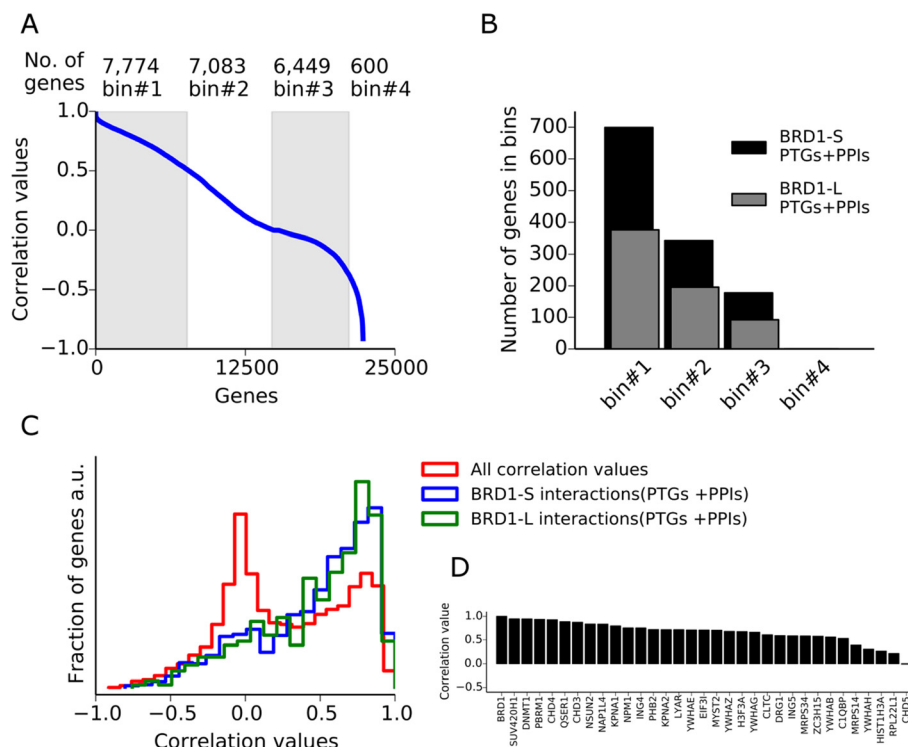 A
No. of genes
7,774 bin#1
7,083 bin#2
6,449 bin#3
600 bin#4
Correlation values
1.0
0.5
0.0
−0.5
−1.0
0
12500
25000
Genes
B
Number of genes in bins
700
600
500
400
300
200
100
0
BRD1-S
PTGs+PPIs
BRD1-L
PTGs+PPIs
bin#1
bin#2
bin#3
bin#4
C
Fraction of genes a.u.
All correlation values
BRD1-S interactions(PTGs +PPIs)
BRD1-L interactions(PTGs +PPIs)
−1.0
−0.5
0.0
0.5
1.0
Correlation values
D
Correlation value
1.0
0.5
0.0
−0.5
BRD1
SUV420H1
DNMT1
PBRM1
CHD4
QSER1
CHD3
NSUN2
NAP1L4
KPNA1
NPM1
ING4
PHB2
KPNA2
LYAR
YWHAE
EIF3I
MYST2
YWHAZ
H3F3A
YWHAG
CLTC
DRG1
ING5
MRPS34
ZC3H15
YWHAB
C1QBP
MRPS14
YWHAH
HIST1H3A
RPL22L1
CHD5